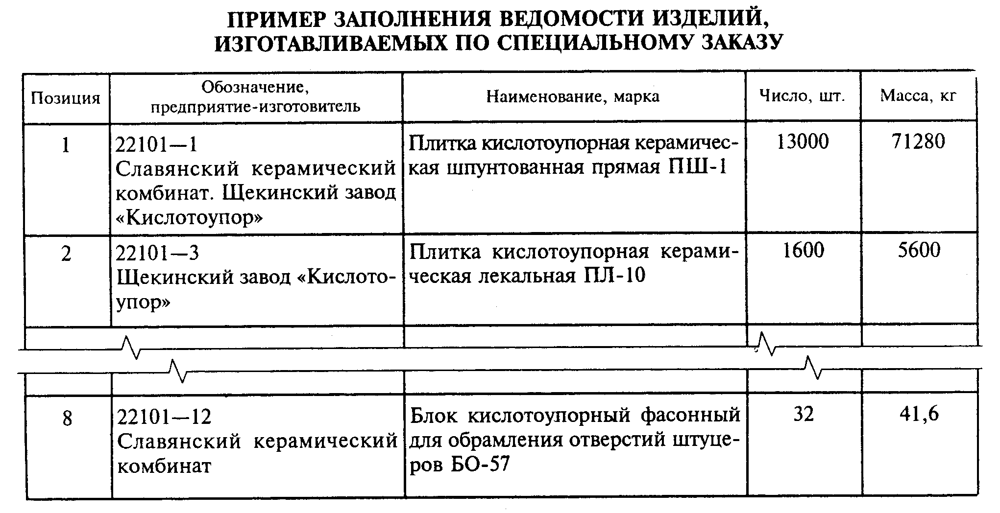 ПРИМЕР ЗАПОЛНЕНИЯ ВЕДОМОСТИ ИЗДЕЛИЙ,
ИЗГОТАВЛИВАЕМЫХ ПО СПЕЦИАЛЬНОМУ ЗАКАЗУ
Позиция
Обозначение,
предприятие-изготовитель
Наименование, марка
Число, шт.
Масса, кг
1
22101—1
Славянский керамический
комбинат. Щекинский завод
«Кислотоупор»
Плитка кислотоупорная керамичес-
кая шпунтованная прямая ПШ-1
13000
71280
2
22101—3
Щекинский завод «Кислото-
упор»
Плитка кислотоупорная керами-
ческая лекальная ПЛ-10
1600
5600
8
22101—12
Славянский керамический
комбинат
Блок кислотоупорный фасонный
для обрамления отверстий штуце-
ров БО-57
32
41,6